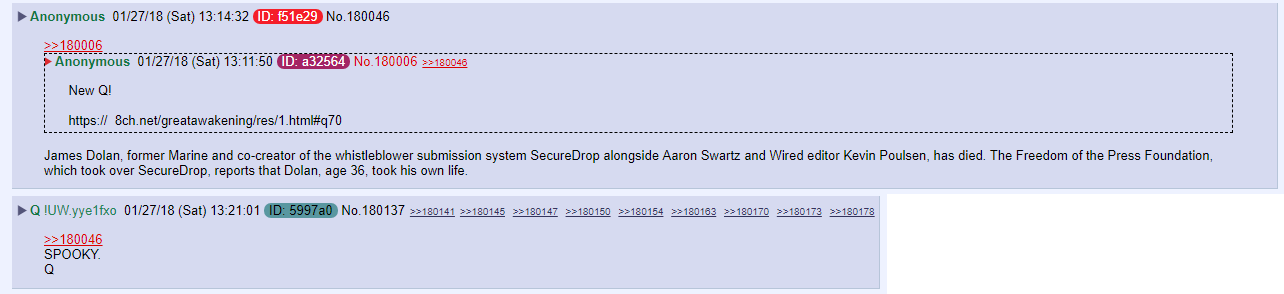 Anonymous 01/27/18 (Sat) 13:14:32 ID: f51e29 No.180046
>>180006
Anonymous 01/27/18 (Sat) 13:11:50 ID: a32564 No.180006 >>180046
New Q!
https:// 8ch.net/greatawakening/res/1.html#q70
James Dolan, former Marine and co-creator of the whistleblower submission system SecureDrop alongside Aaron Swartz and Wired editor Kevin Poulsen, has died. The Freedom of the Press Foundation,
which took over SecureDrop, reports that Dolan, age 36, took his own life.
Q !UW.yye1fxo 01/27/18 (Sat) 13:21:01 ID: 5997a0 No.180137 >>180141 >>180145 >>180147 >>180150 >>180154 >>180163 >>180170 >>180173 >>180178
>>180046
SPOOKY.
Q